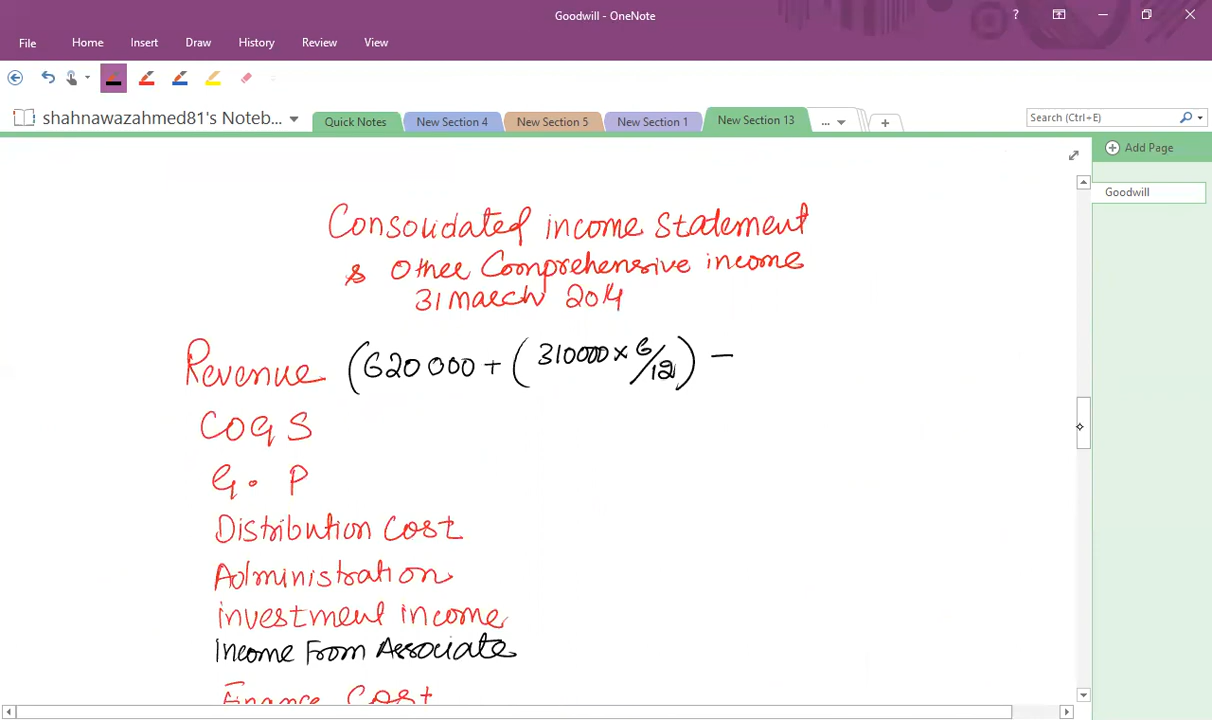 Goodwill - OneNote
?
File Home Insert Draw History Review View
shahnawazahmed81's Noteb...
Quick Notes
New Section 4
New Section 5
New Section 1
New Section 13
...
+
Search (Ctrl+E)
Add Page
Goodwill
Consolidated income Statement
& Other Comprehensive income
31 March 2014
Revenue (620 000 + (310000 × 6/12) —
COGS
G. P
Distribution Cost
Administration
investment income
Income From Associate
Finance Cost